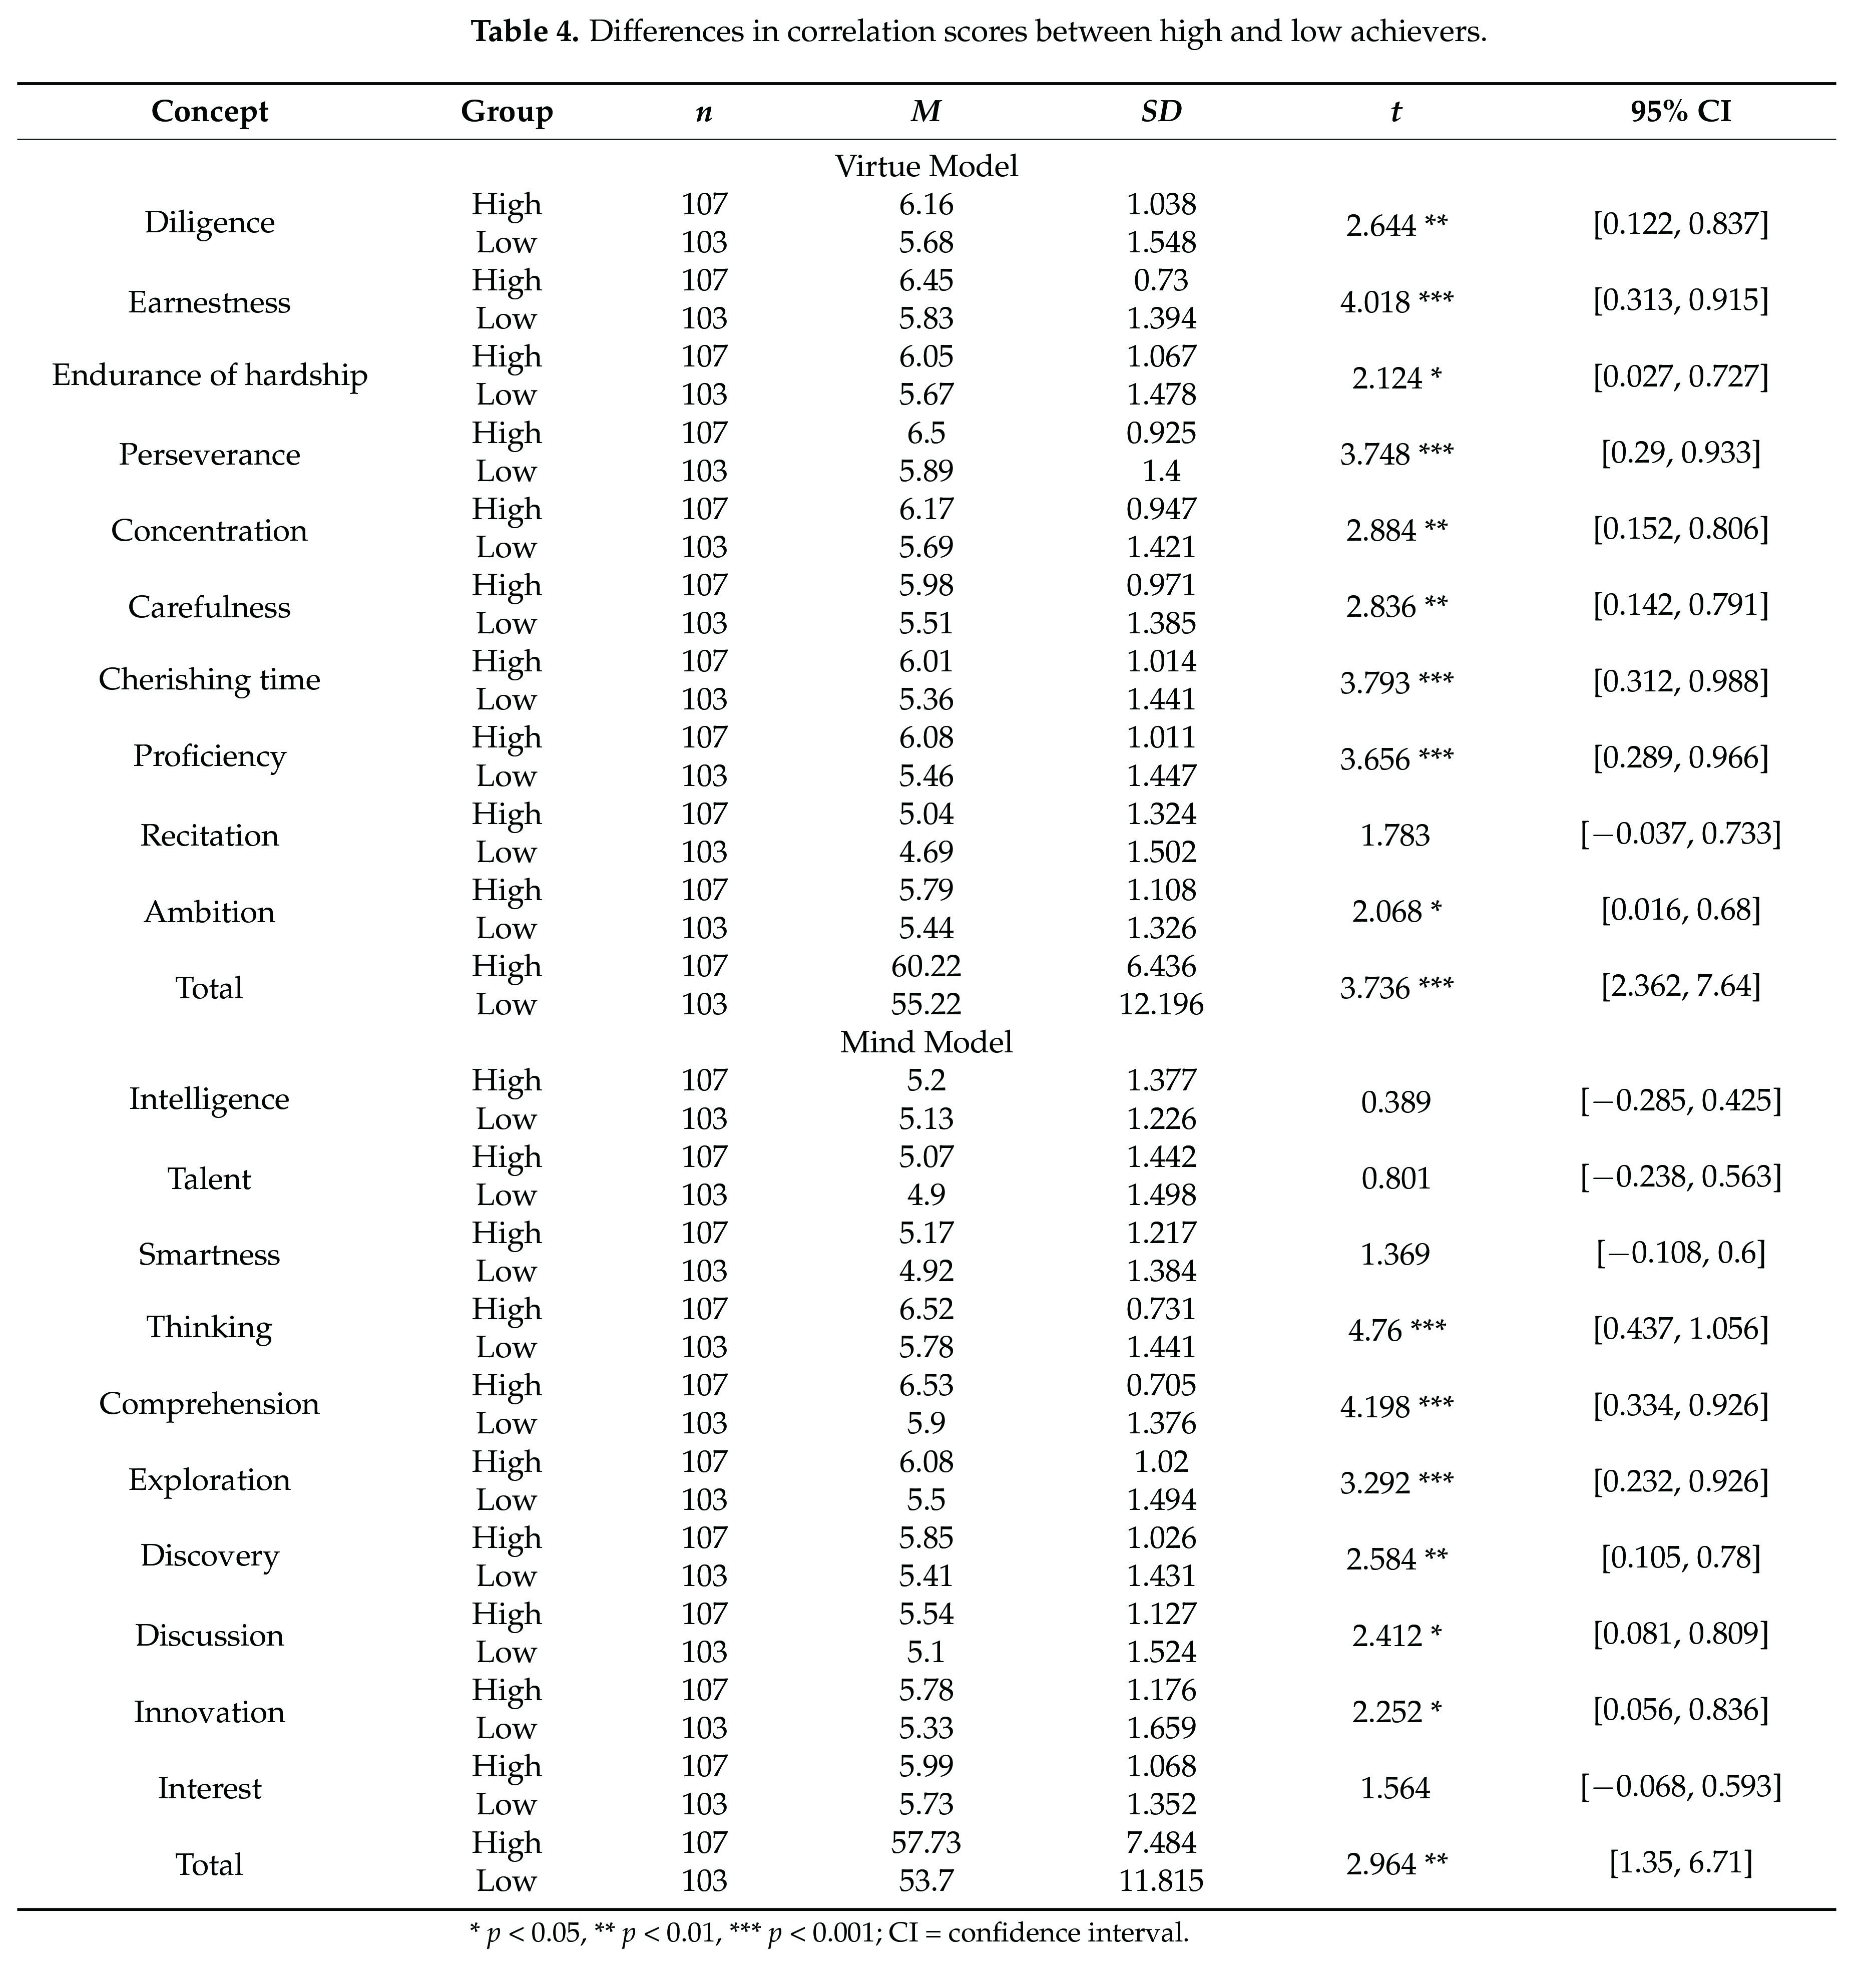 Table 4. Differences in correlation scores between high and low achievers.
Concept Group n M SD t 95% CI
Virtue Model
Diligence High 107 6.16 1.038 2.644 ** [0.122, 0.837]
Low 103 5.68 1.548
Earnestness High 107 6.45 0.73 4.018 *** [0.313, 0.915]
Low 103 5.83 1.394
Endurance of hardship High 107 6.05 1.067 2.124 * [0.027, 0.727]
Low 103 5.67 1.478
Perseverance High 107 6.5 0.925 3.748 *** [0.29, 0.933]
Low 103 5.89 1.4
Concentration High 107 6.17 0.947 2.884 ** [0.152, 0.806]
Low 103 5.69 1.421
Carefulness High 107 5.98 0.971 2.836 ** [0.142, 0.791]
Low 103 5.51 1.385
Cherishing time High 107 6.01 1.014 3.793 *** [0.312, 0.988]
Low 103 5.36 1.441
Proficiency High 107 6.08 1.011 3.656 *** [0.289, 0.966]
Low 103 5.46 1.447
Recitation High 107 5.04 1.324 1.783 [−0.037, 0.733]
Low 103 4.69 1.502
Ambition High 107 5.79 1.108 2.068 * [0.016, 0.68]
Low 103 5.44 1.326
Total High 107 60.22 6.436 3.736 *** [2.362, 7.64]
Low 103 55.22 12.196
Mind Model
Intelligence High 107 5.2 1.377 0.389 [−0.285, 0.425]
Low 103 5.13 1.226
Talent High 107 5.07 1.442 0.801 [−0.238, 0.563]
Low 103 4.9 1.498
Smartness High 107 5.17 1.217 1.369 [−0.108, 0.6]
Low 103 4.92 1.384
Thinking High 107 6.52 0.731 4.76 *** [0.437, 1.056]
Low 103 5.78 1.441
Comprehension High 107 6.53 0.705 4.198 *** [0.334, 0.926]
Low 103 5.9 1.376
Exploration High 107 6.08 1.02 3.292 *** [0.232, 0.926]
Low 103 5.5 1.494
Discovery High 107 5.85 1.026 2.584 ** [0.105, 0.78]
Low 103 5.41 1.431
Discussion High 107 5.54 1.127 2.412 * [0.081, 0.809]
Low 103 5.1 1.524
Innovation High 107 5.78 1.176 2.252 * [0.056, 0.836]
Low 103 5.33 1.659
Interest High 107 5.99 1.068 1.564 [−0.068, 0.593]
Low 103 5.73 1.352
Total High 107 57.73 7.484 2.964 ** [1.35, 6.71]
Low 103 53.7 11.815
* p < 0.05, ** p < 0.01, *** p < 0.001; CI = confidence interval.